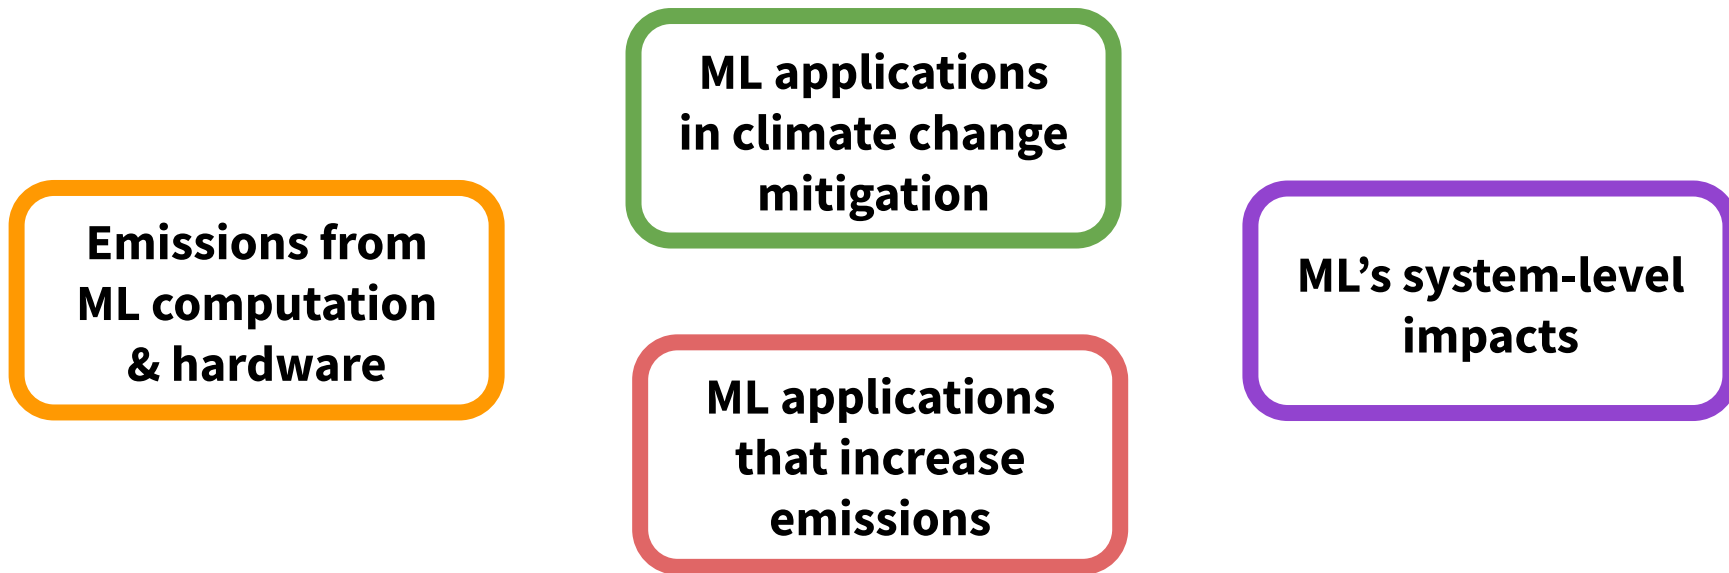 Emissions from
ML computation
& hardware
ML applications
in climate change
mitigation
ML applications
that increase
emissions
ML’s system-level
impacts